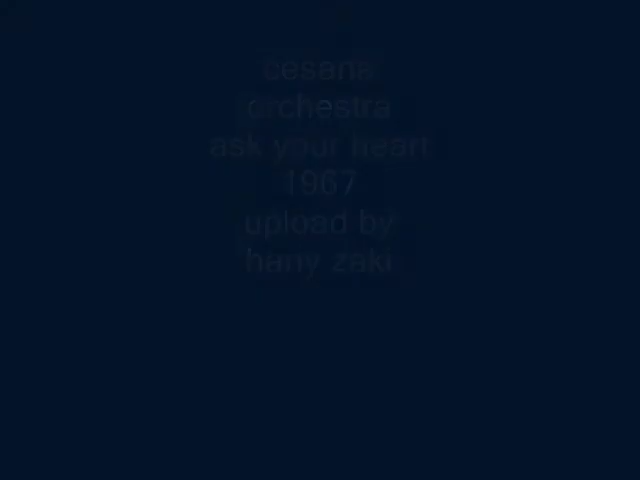 cesana
orchestra
ask your heart
1967
upload by
hany zaki